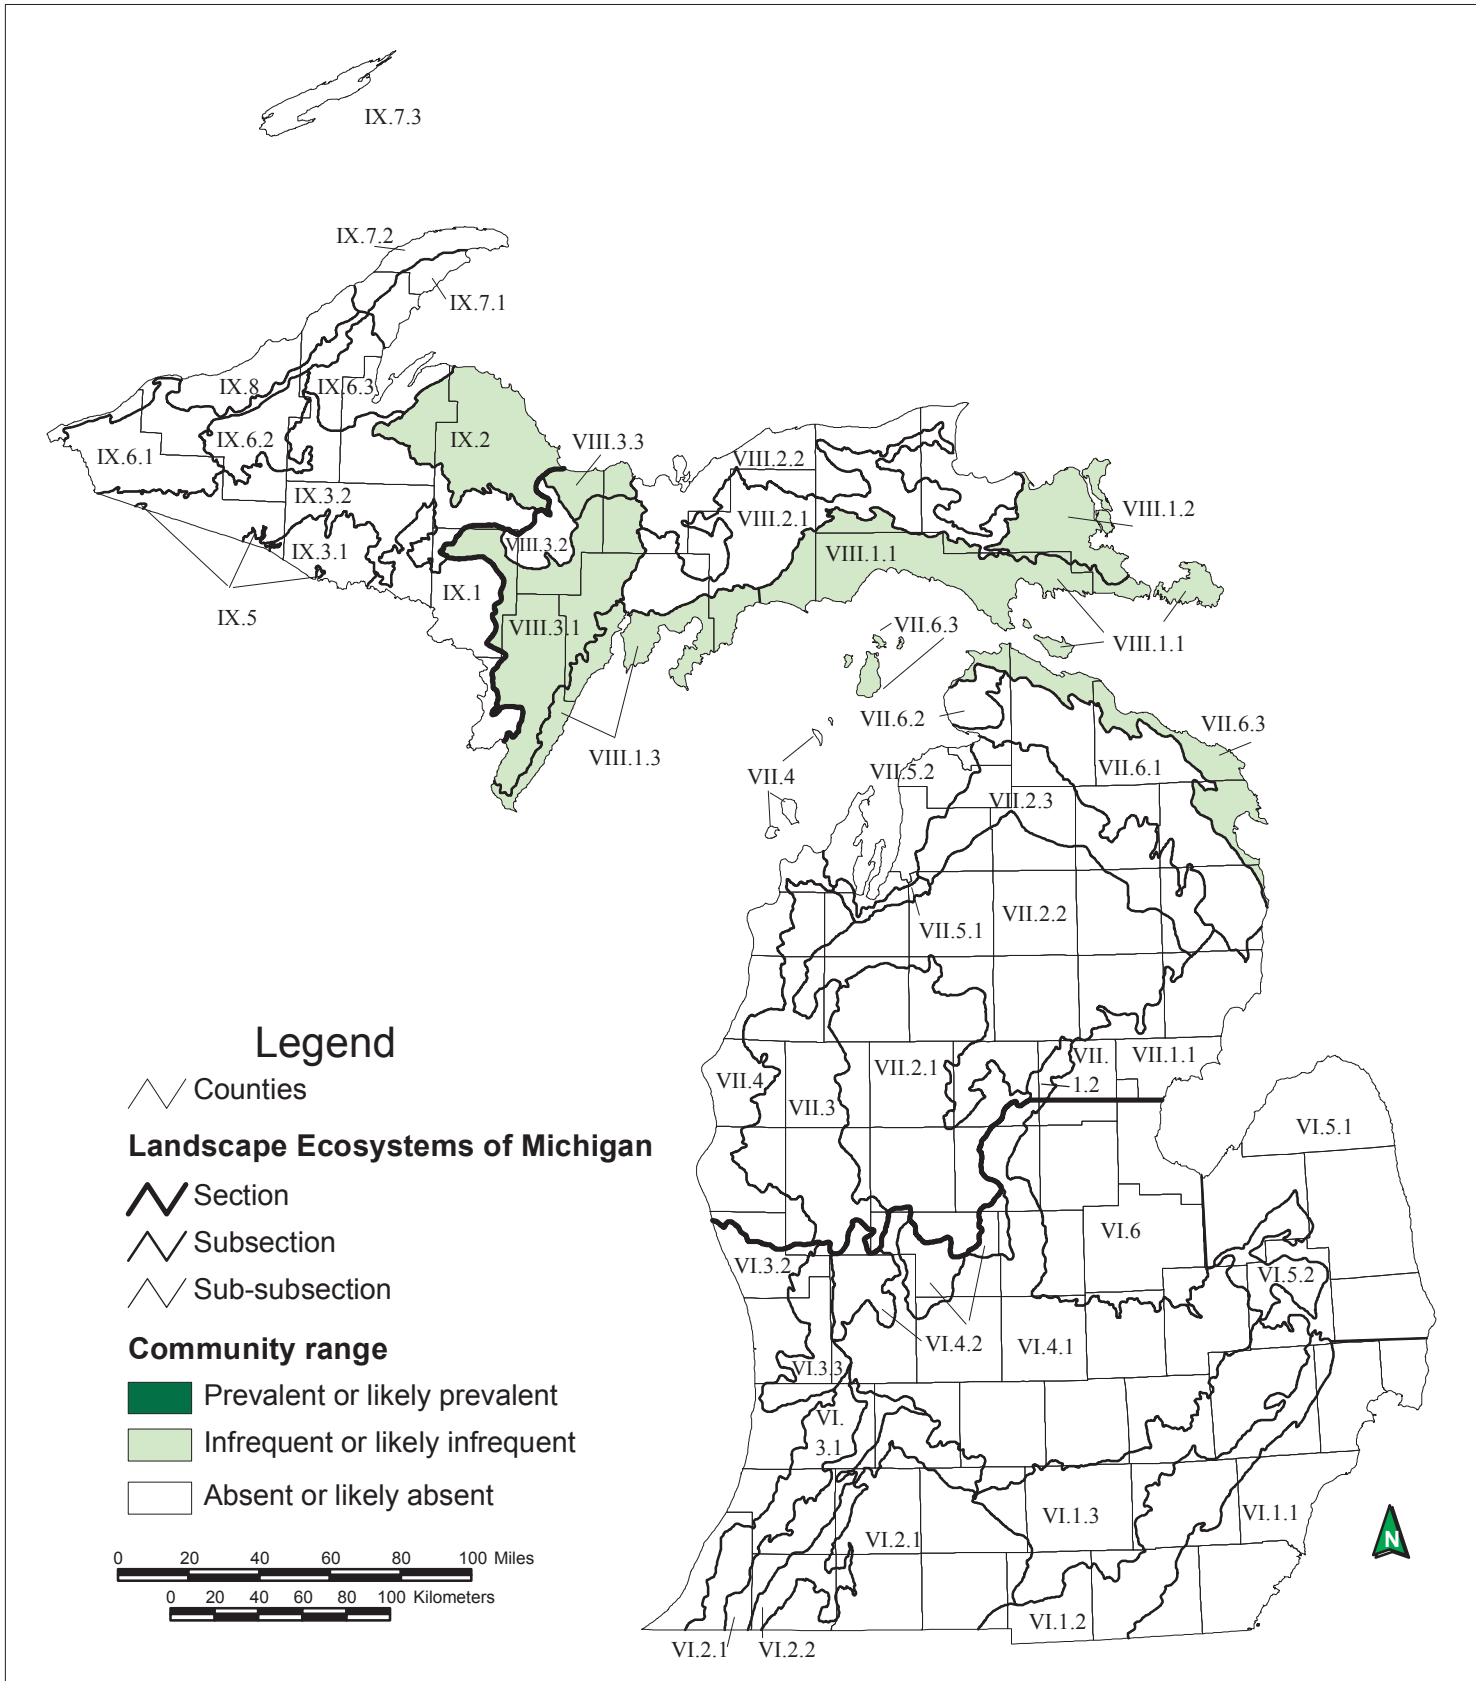 IX.7.3
IX.7.2
IX.7.1
IX.8
IX.6.3
IX.6.2
IX.2
VIII.3.3
IX.6.1
VIII.2.2
IX.3.2
VIII.2.1
VIII.1.2
IX.3.1
VIII.3.2
VIII.1.1
IX.1
IX.5
VIII.3.1
VII.6.3
VIII.1.1
VII.6.2
VII.6.3
VIII.1.3
VII.4
VII.5.2
VII.6.1
VII.2.3
VII.5.1
VII.2.2
VII.4
VII.3
VII.2.1
VII.
1.2
VII.1.1
VI.5.1
VI.6
VI.3.2
VI.5.2
VI.4.2
VI.4.1
VI.3.3
VI.
3.1
VI.2.1
VI.1.3
VI.1.1
VI.1.2
VI.2.1
VI.2.2
Legend
Counties
Landscape Ecosystems of Michigan
Section
Subsection
Sub-subsection
Community range
Prevalent or likely prevalent
Infrequent or likely infrequent
Absent or likely absent
0 20 40 60 80 100 Miles
0 20 40 60 80 100 Kilometers
N